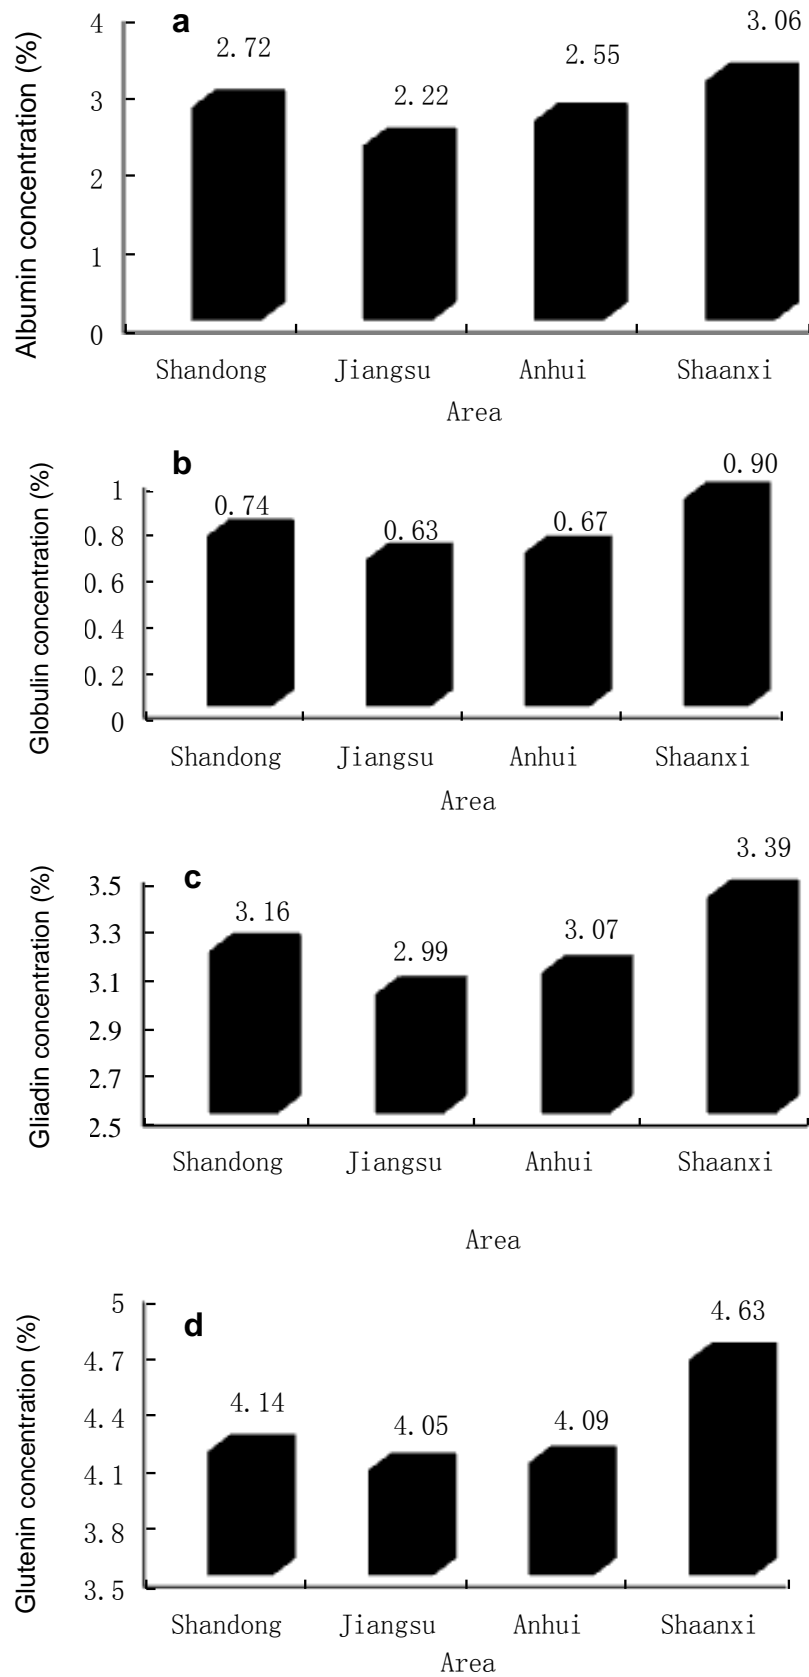 a
Albumin concentration (%)
4
3
2
1
0
2.72
2.22
2.55
3.06
Shandong Jiangsu Anhui Shaanxi
Area
b
Globulin concentration (%)
1
0.8
0.6
0.4
0.2
0
0.74
0.63
0.67
0.90
Shandong Jiangsu Anhui Shaanxi
Area
c
Gliadin concentration (%)
3.5
3.3
3.1
2.9
2.7
2.5
3.16
2.99
3.07
3.39
Shandong Jiangsu Anhui Shaanxi
Area
d
Glutenin concentration (%)
5
4.7
4.4
4.1
3.8
3.5
4.14
4.05
4.09
4.63
Shandong Jiangsu Anhui Shaanxi
Area